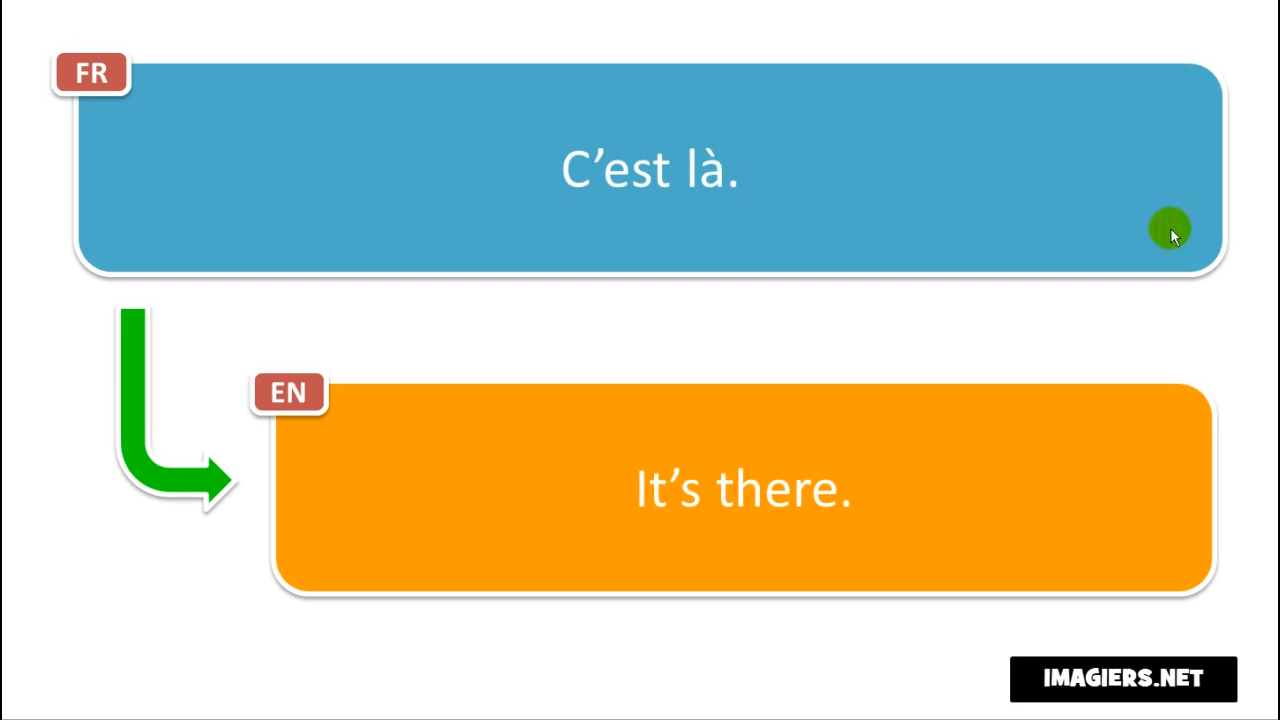 FR
C’est là.
EN
It’s there.
IMAGIERS.NET